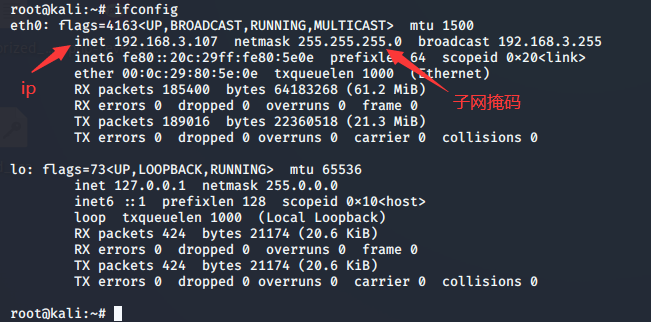 root@kali:~# ifconfig
eth0: flags=4163<UP,BROADCAST,RUNNING,MULTICAST>  mtu 1500
inet 192.168.3.107  netmask 255.255.255.0  broadcast 192.168.3.255
inet6 fe80::20c:29ff:fe80:5e0e  prefixlen 64  scopeid 0×20<link>
ether 00:0c:29:80:5e:0e  txqueuelen 1000  (Ethernet)
ip
RX packets 185400  bytes 64183268 (61.2 MiB)
子网掩码
RX errors 0  dropped 0  overruns 0  frame 0
TX packets 189016  bytes 22360518 (21.3 MiB)
TX errors 0  dropped 0 overruns 0  carrier 0  collisions 0
lo: flags=73<UP,LOOPBACK,RUNNING>  mtu 65536
inet 127.0.0.1  netmask 255.0.0.0
inet6 ::1  prefixlen 128  scopeid 0×10<host>
loop  txqueuelen 1000  (Local Loopback)
RX packets 424  bytes 21174 (20.6 KiB)
RX errors 0  dropped 0  overruns 0  frame 0
TX packets 424  bytes 21174 (20.6 KiB)
TX errors 0  dropped 0 overruns 0  carrier 0  collisions 0
root@kali:~#